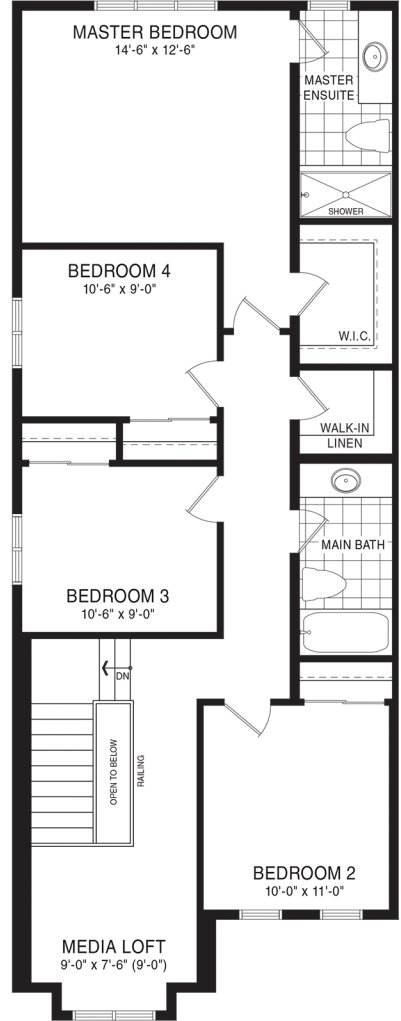 MASTER BEDROOM
14'-6" x 12'-6"
MASTER
ENSUITE
SHOWER
BEDROOM 4
10'-6" x 9'-0"
W.I.C.
WALK-IN
LINEN
MAIN BATH
BEDROOM 3
10'-6" x 9'-0"
DN
OPEN TO BELOW
RAILING
BEDROOM 2
10'-0" x 11'-0"
MEDIA LOFT
9'-0" x 7'-6" (9'-0")